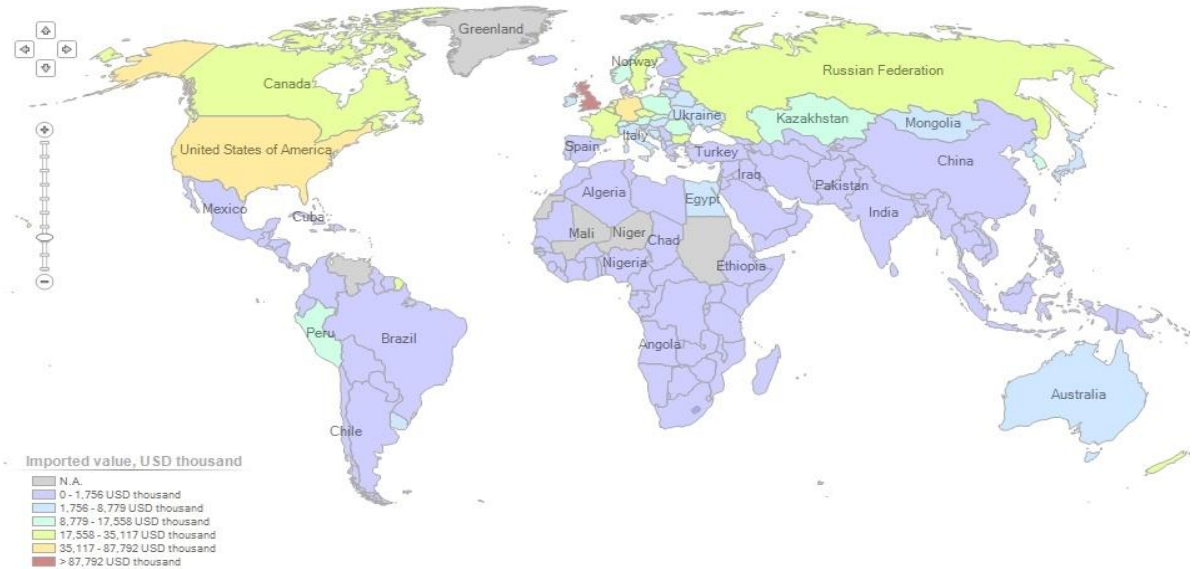 Greenland
Norway
Canada
Russian Federation
Ukraine
Kazakhstan
Mongolia
United States of America
Italy
Spain
Turkey
China
Iraq
Algeria
Pakistan
Egypt
Mexico
Cuba
India
Mali
Niger
Chad
Nigeria
Ethiopia
Peru
Brazil
Angola
Australia
Chile
Imported value, USD thousand
N.A.
0 - 1,756 USD thousand
1,756 - 8,779 USD thousand
8,779 - 17,558 USD thousand
17,558 - 35,117 USD thousand
35,117 - 87,792 USD thousand
> 87,792 USD thousand